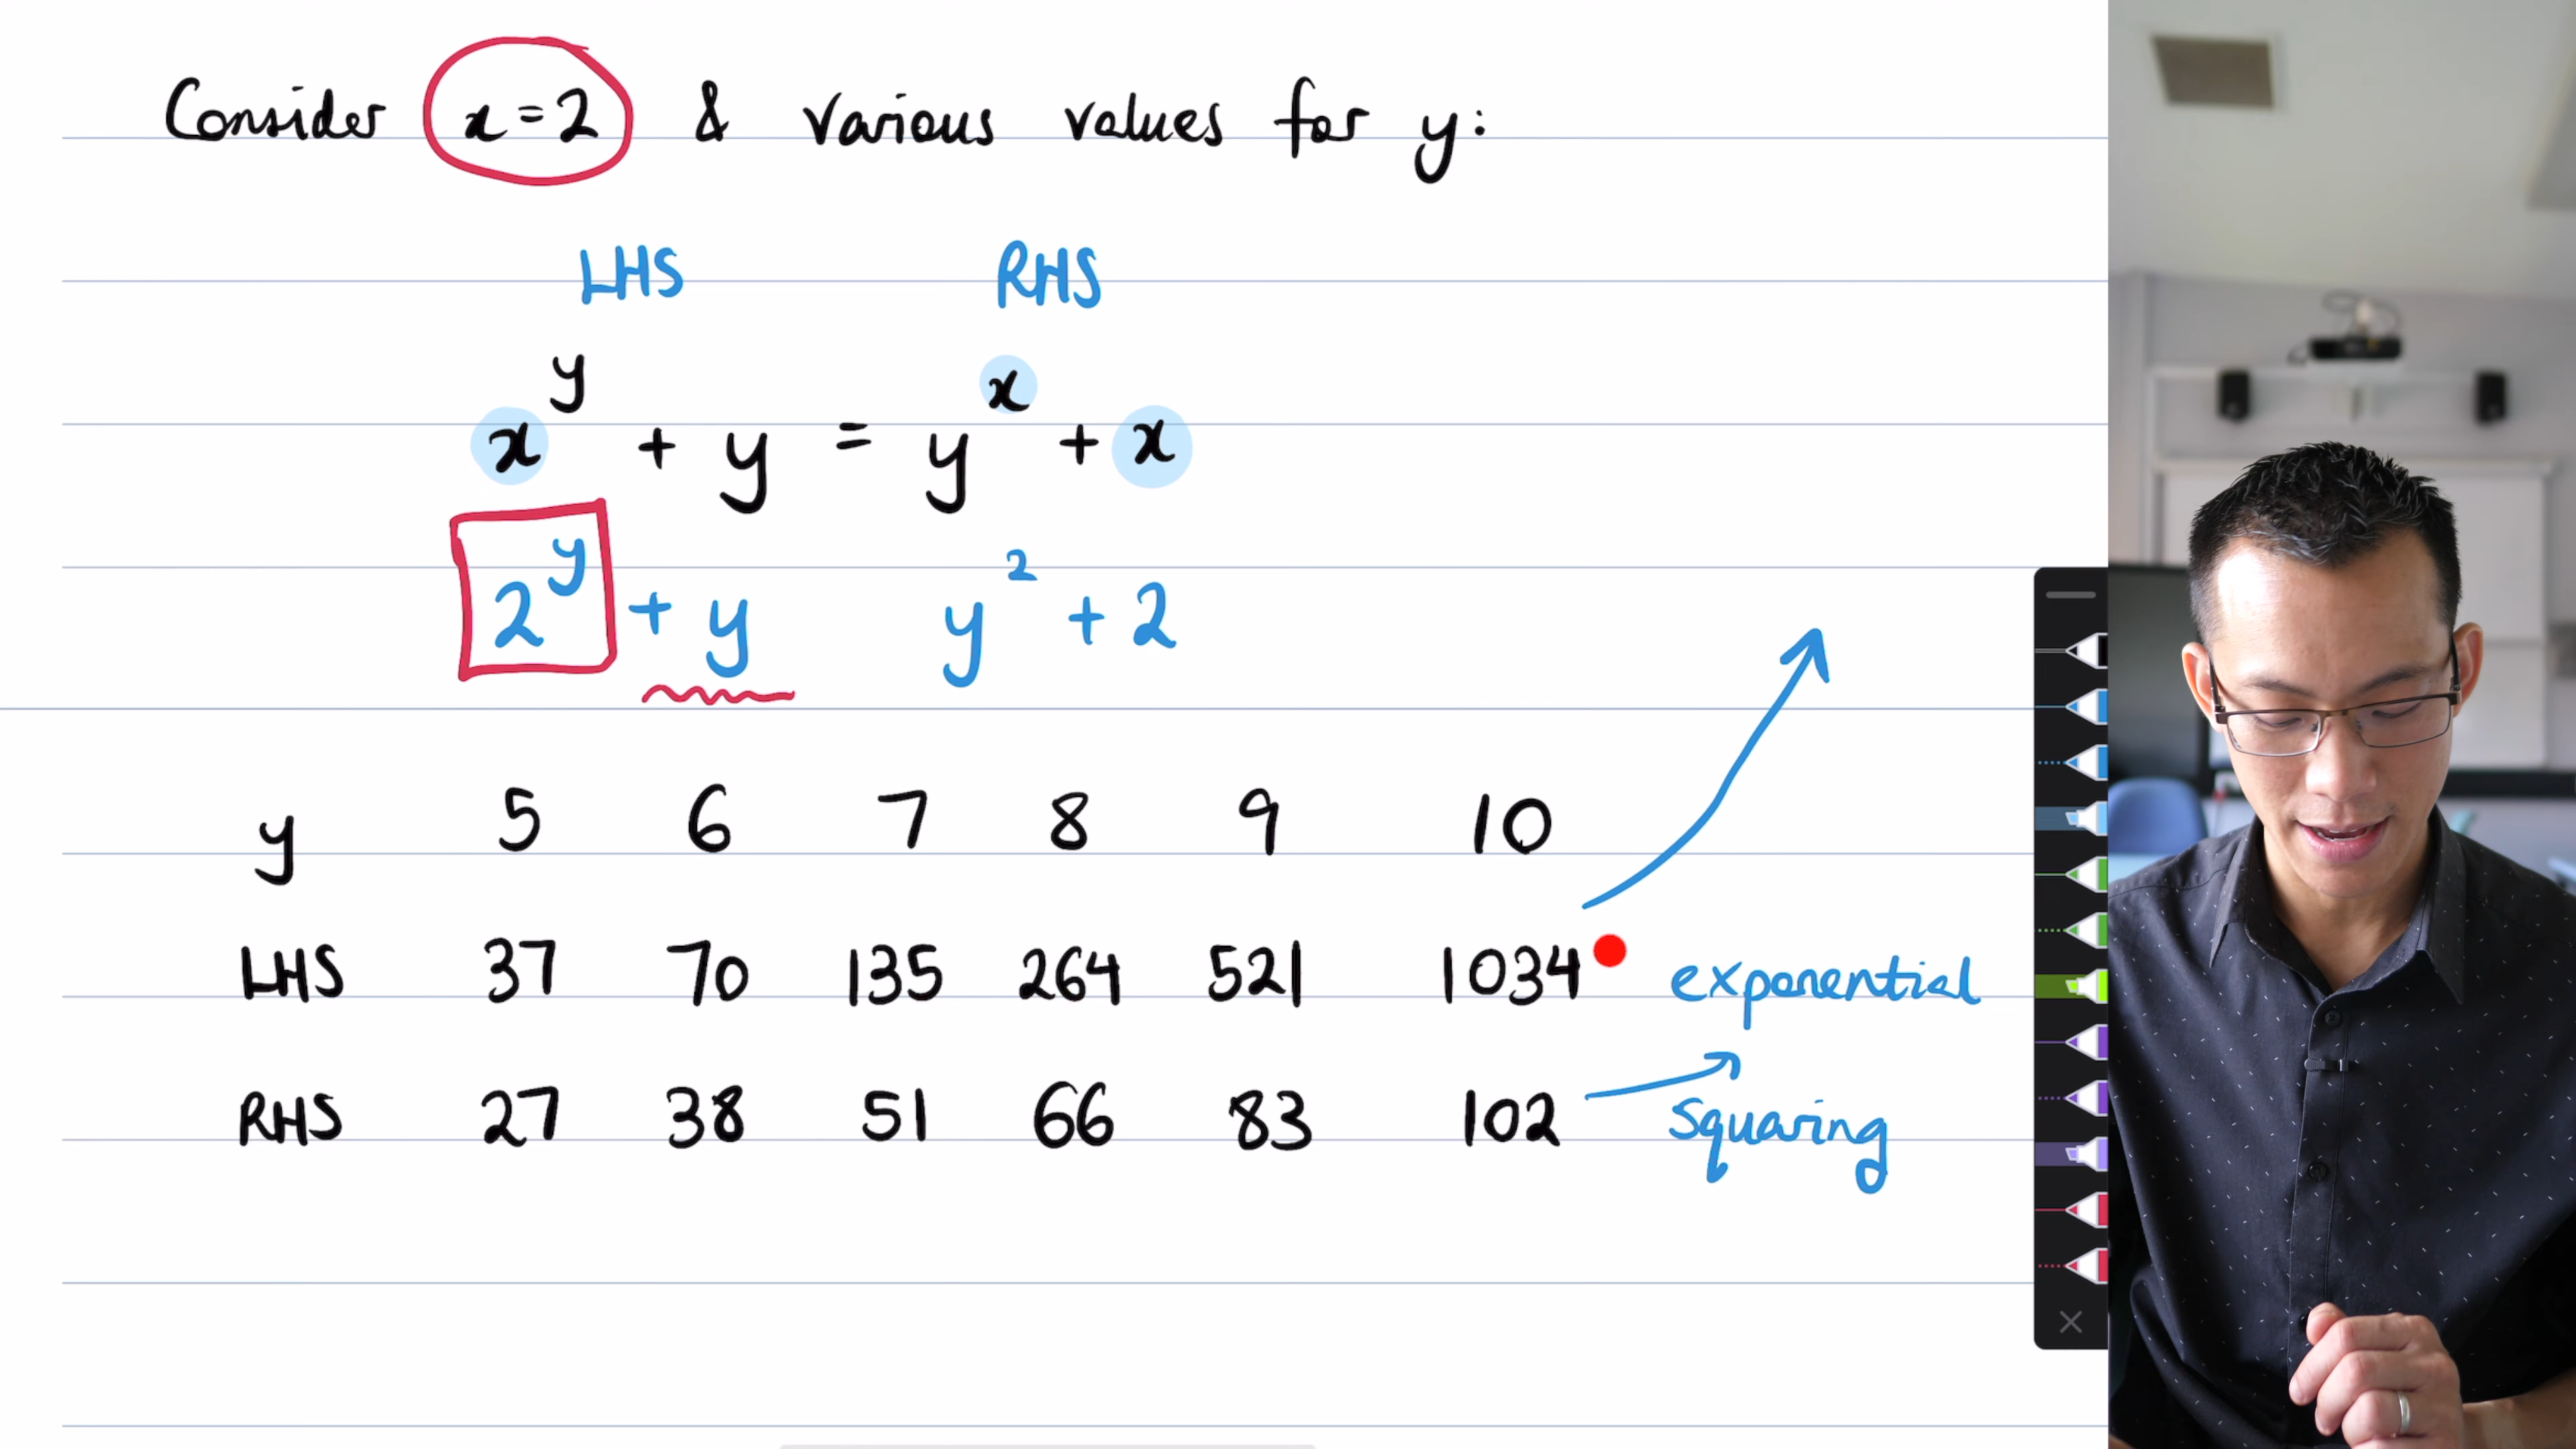 Consider x=2 & various values for y:
LHS RHS
x^y + y = y^x + x
2^y + y y^2 + 2
y 5 6 7 8 9 10
LHS 37 70 135 264 521 1034 exponential
RHS 27 38 51 66 83 102 squaring